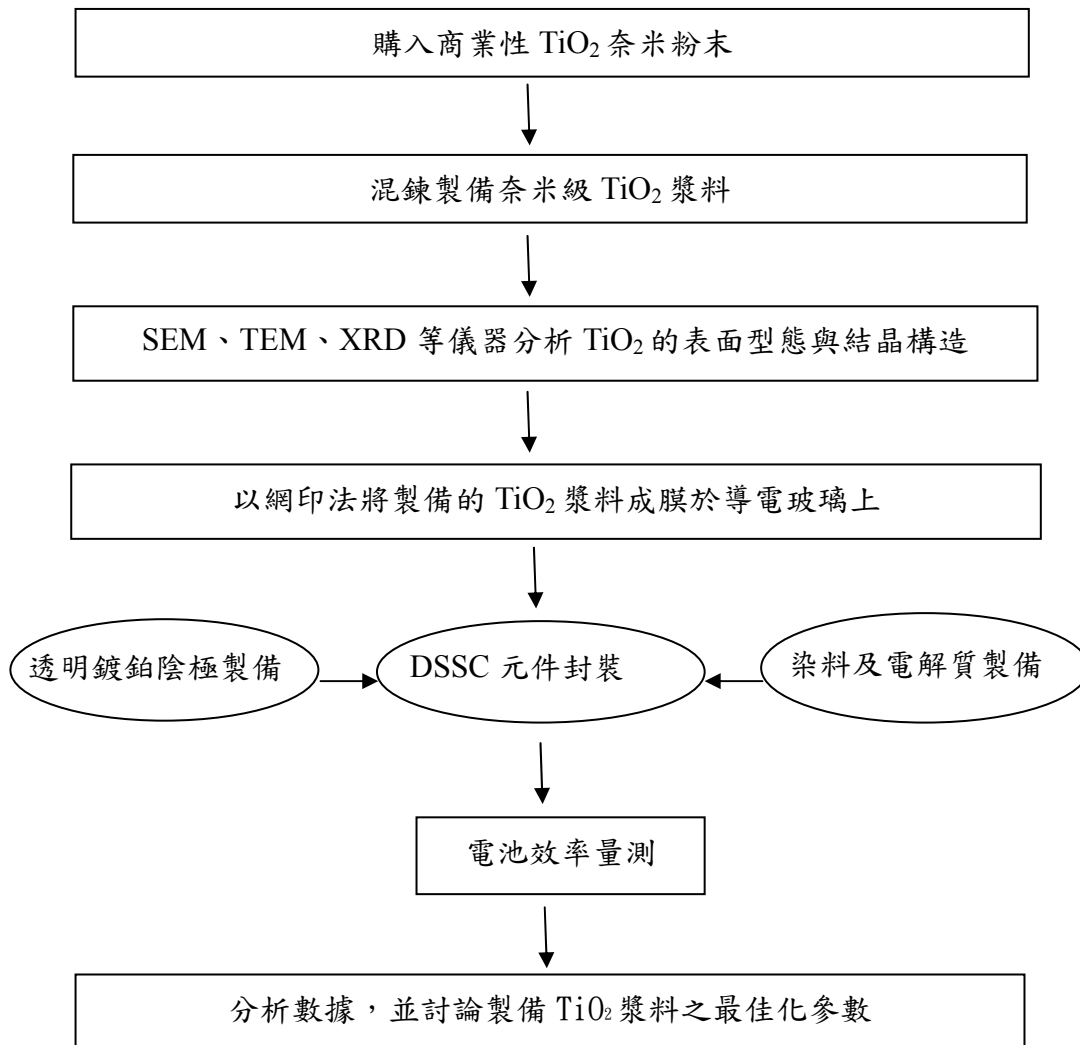 購入商業性 TiO₂ 奈米粉末
混鍊製備奈米級 TiO₂ 漿料
SEM、TEM、XRD 等儀器分析 TiO₂ 的表面型態與結晶構造
以網印法將製備的 TiO₂ 漿料成膜於導電玻璃上
透明鍍鉑陰極製備
DSSC 元件封裝
染料及電解質製備
電池效率量測
分析數據，並討論製備 TiO₂ 漿料之最佳化參數